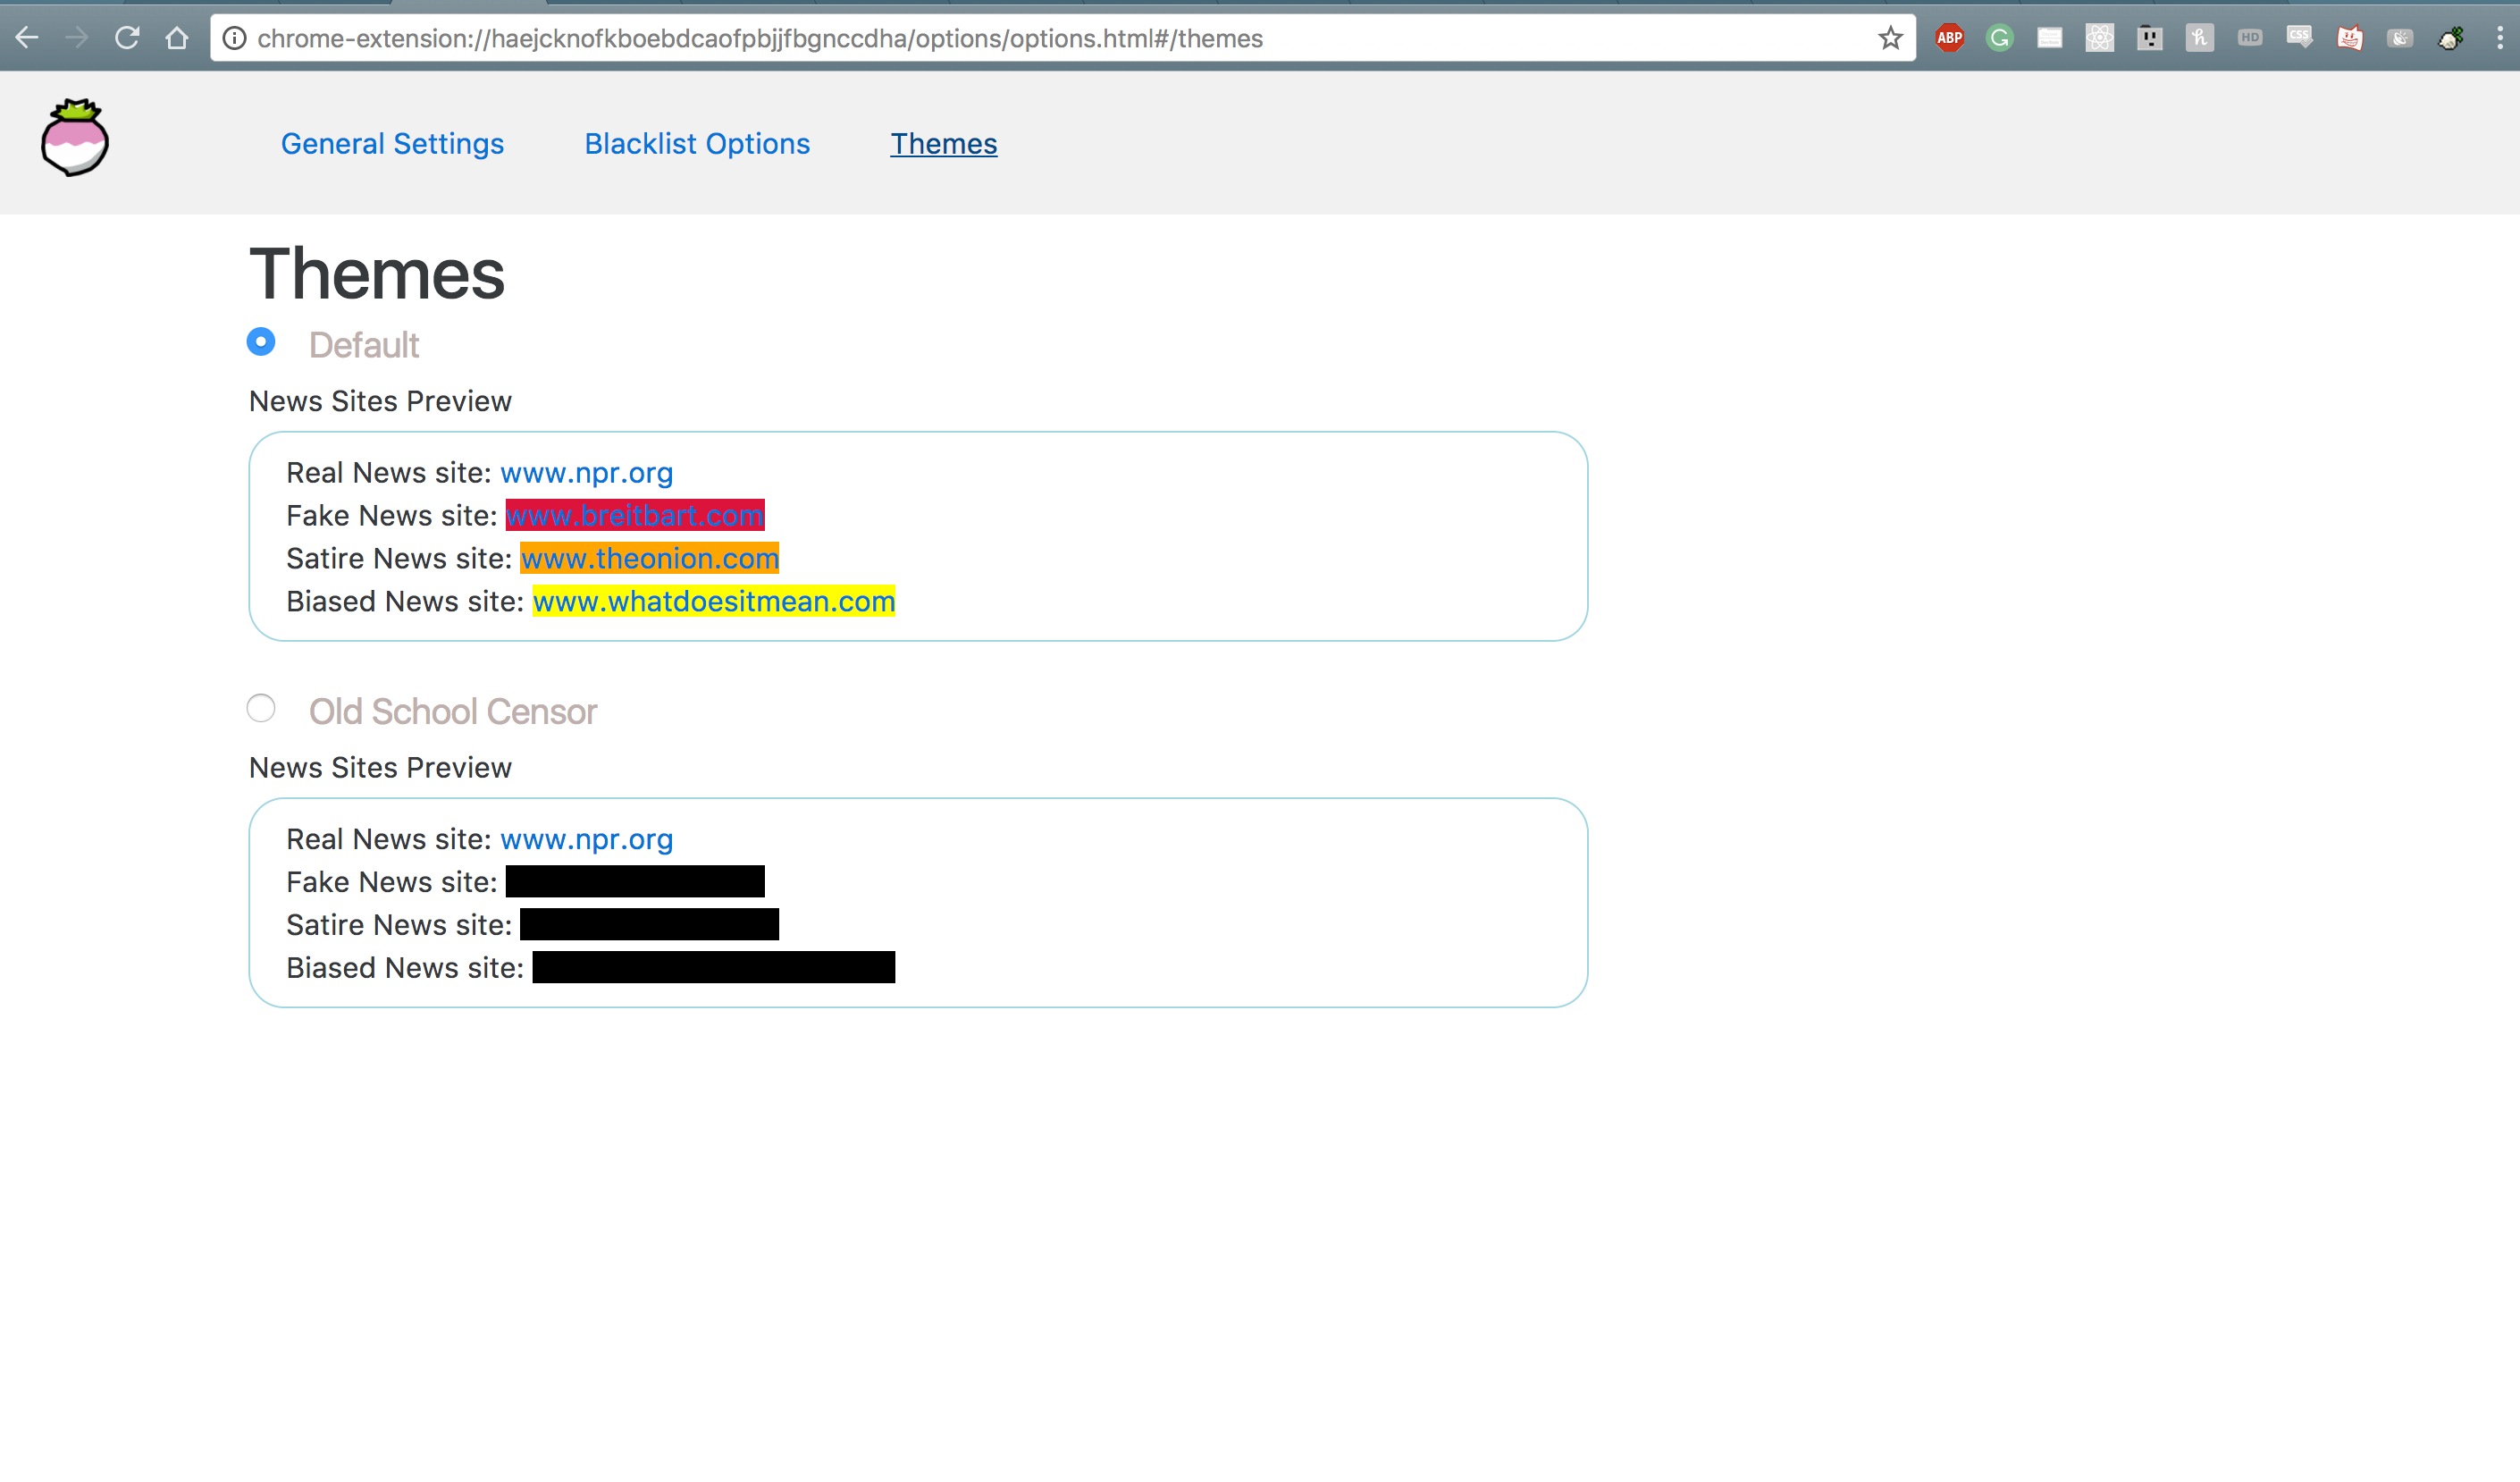 chrome-extension://haejcknofkboebdcaofpbjjfbgnccdha/options/options.html#/themes
ABP
HD
CSS
General Settings
Blacklist Options
Themes
Themes
Default
News Sites Preview
Real News site: www.npr.org
Fake News site: www.breitbart.com
Satire News site: www.theonion.com
Biased News site: www.whatdoesitmean.com
Old School Censor
News Sites Preview
Real News site: www.npr.org
Fake News site:
Satire News site:
Biased News site: